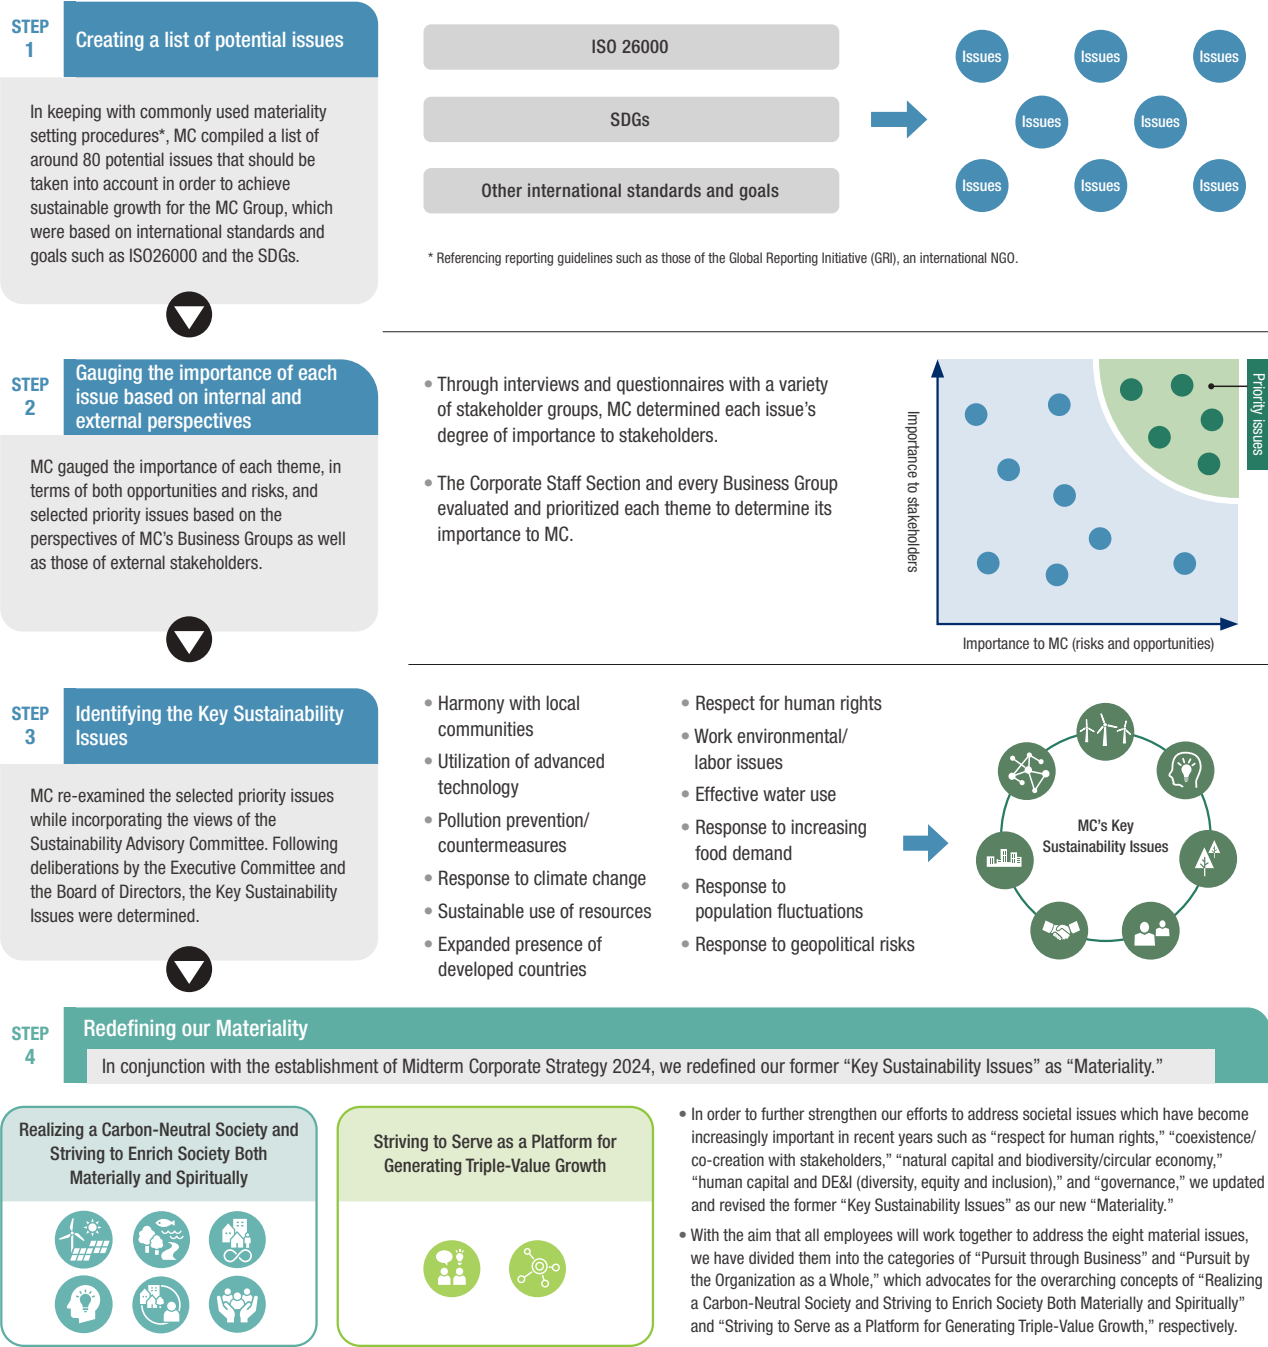 STEP
1
Creating a list of potential issues
In keeping with commonly used materiality
setting procedures*, MC compiled a list of
around 80 potential issues that should be
taken into account in order to achieve
sustainable growth for the MC Group, which
were based on international standards and
goals such as ISO26000 and the SDGs.
ISO 26000
SDGs
Other international standards and goals
Issues
Issues
Issues
Issues
Issues
Issues
Issues
Issues
* Referencing reporting guidelines such as those of the Global Reporting Initiative (GRI), an international NGO.
STEP
2
Gauging the importance of each
issue based on internal and
external perspectives
MC gauged the importance of each theme, in
terms of both opportunities and risks, and
selected priority issues based on the
perspectives of MC's Business Groups as well
as those of external stakeholders.
• Through interviews and questionnaires with a variety
of stakeholder groups, MC determined each issue's
degree of importance to stakeholders.
• The Corporate Staff Section and every Business Group
evaluated and prioritized each theme to determine its
importance to MC.
Importance to stakeholders
Priority issues
Importance to MC (risks and opportunities)
STEP
3
Identifying the Key Sustainability
Issues
MC re-examined the selected priority issues
while incorporating the views of the
Sustainability Advisory Committee. Following
deliberations by the Executive Committee and
the Board of Directors, the Key Sustainability
Issues were determined.
• Harmony with local
communities
• Utilization of advanced
technology
• Pollution prevention/
countermeasures
• Response to climate change
• Sustainable use of resources
• Expanded presence of
developed countries
• Respect for human rights
• Work environmental/
labor issues
• Effective water use
• Response to increasing
food demand
• Response to
population fluctuations
• Response to geopolitical risks
MC's Key
Sustainability Issues
STEP
4
Redefining our Materiality
In conjunction with the establishment of Midterm Corporate Strategy 2024, we redefined our former “Key Sustainability Issues” as “Materiality.”
Realizing a Carbon-Neutral Society and
Striving to Enrich Society Both
Materially and Spiritually
Striving to Serve as a Platform for
Generating Triple-Value Growth
• In order to further strengthen our efforts to address societal issues which have become
increasingly important in recent years such as “respect for human rights,” “coexistence/
co-creation with stakeholders,” “natural capital and biodiversity/circular economy,”
“human capital and DE&I (diversity, equity and inclusion),” and “governance,” we updated
and revised the former “Key Sustainability Issues” as our new “Materiality.”
• With the aim that all employees will work together to address the eight material issues,
we have divided them into the categories of “Pursuit through Business” and “Pursuit by
the Organization as a Whole,” which advocates for the overarching concepts of “Realizing
a Carbon-Neutral Society and Striving to Enrich Society Both Materially and Spiritually”
and “Striving to Serve as a Platform for Generating Triple-Value Growth,” respectively.